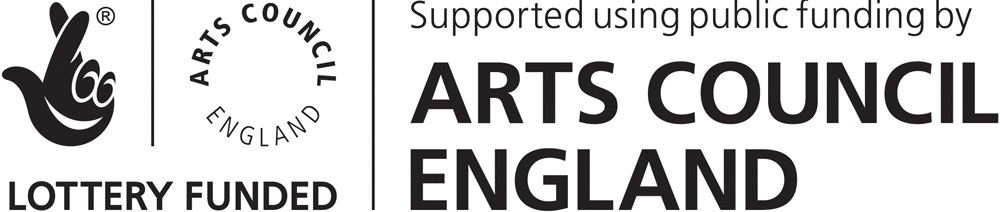 ®
ARTS COUNCIL
ENGLAND
LOTTERY FUNDED
Supported using public funding by
ARTS COUNCIL
ENGLAND